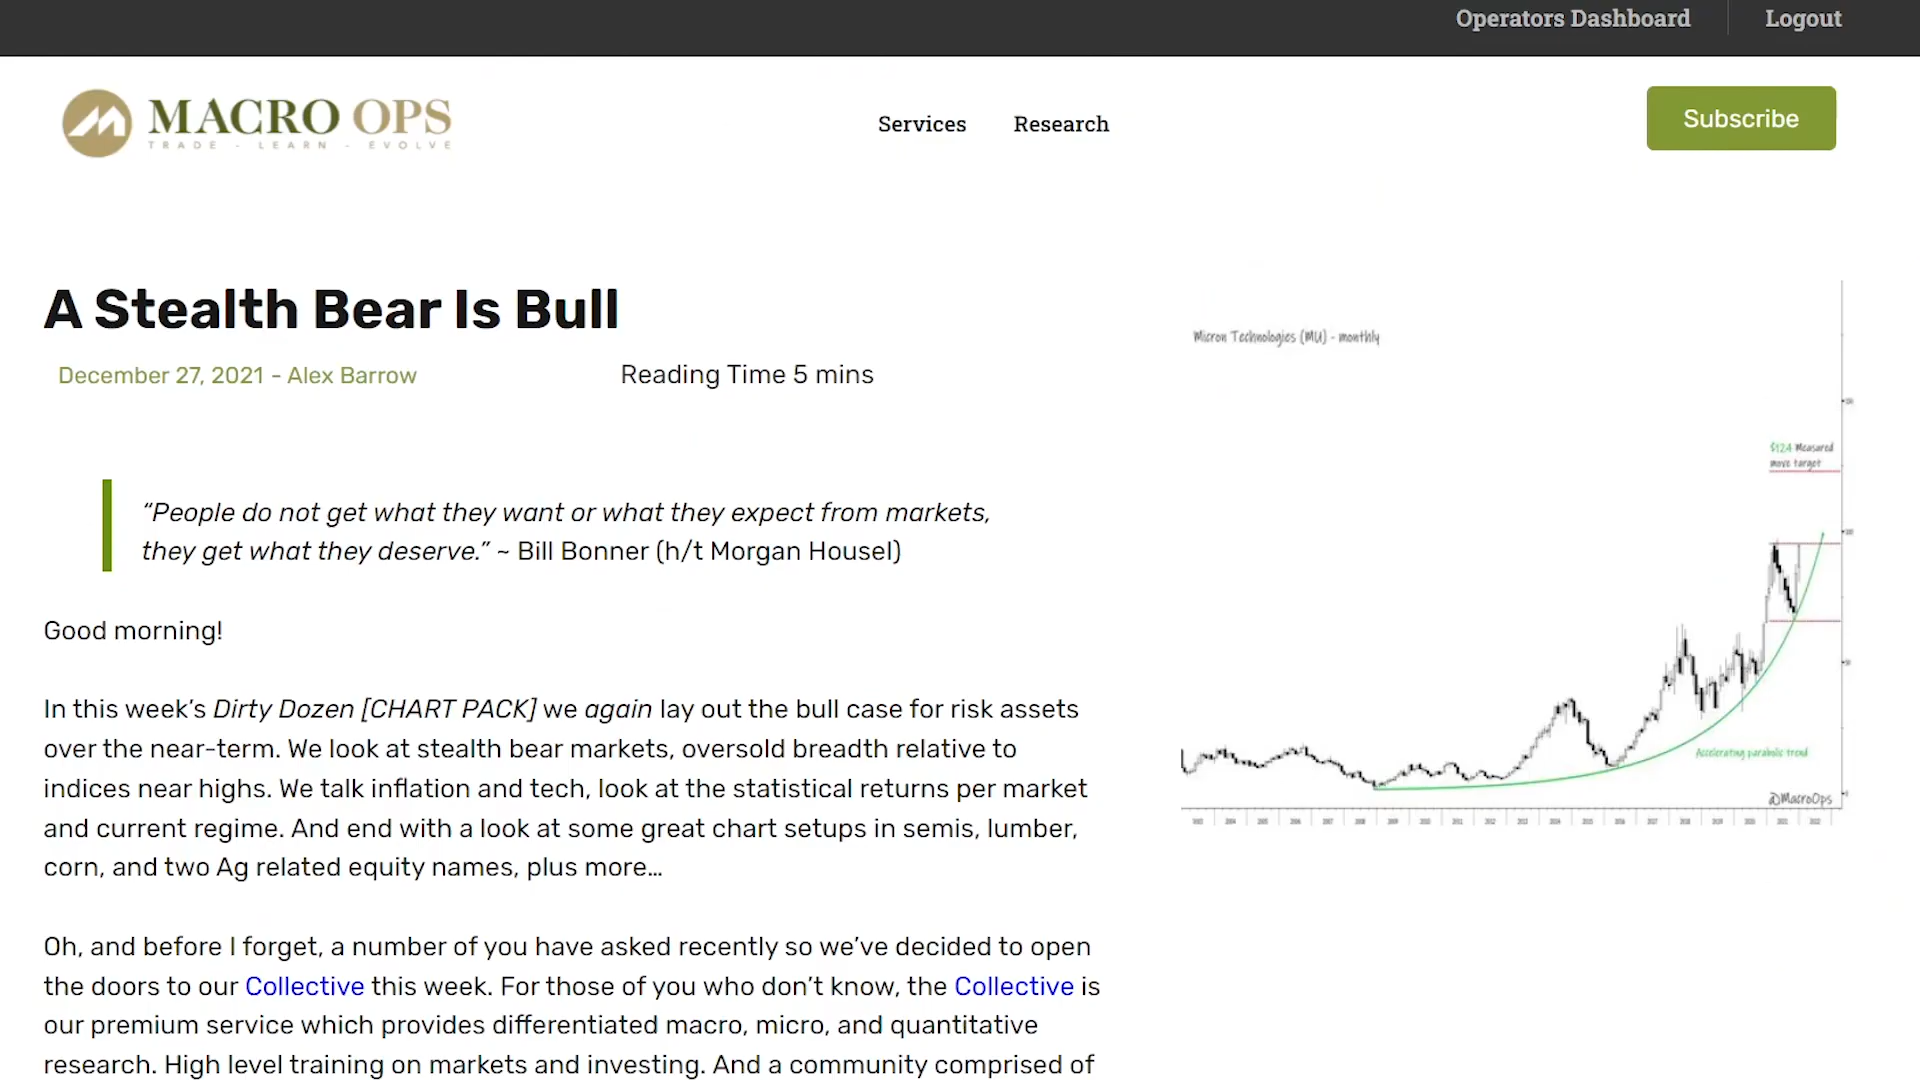 Operators Dashboard
Logout
MACRO OPS
TRADE - LEARN - EVOLVE
Services
Research
Subscribe
A Stealth Bear Is Bull
December 27, 2021 - Alex Barrow
Reading Time 5 mins
“People do not get what they want or what they expect from markets,
they get what they deserve.” ~ Bill Bonner (h/t Morgan Housel)
Good morning!
In this week’s Dirty Dozen [CHART PACK] we again lay out the bull case for risk assets
over the near-term. We look at stealth bear markets, oversold breadth relative to
indices near highs. We talk inflation and tech, look at the statistical returns per market
and current regime. And end with a look at some great chart setups in semis, lumber,
corn, and two Ag related equity names, plus more…
Oh, and before I forget, a number of you have asked recently so we’ve decided to open
the doors to our Collective this week. For those of you who don’t know, the Collective is
our premium service which provides differentiated macro, micro, and quantitative
research. High level training on markets and investing. And a community comprised of
Micron Technologies (MU) - monthly
$124 Measured
move target
Accelerating parabolic trend
@MacroOps